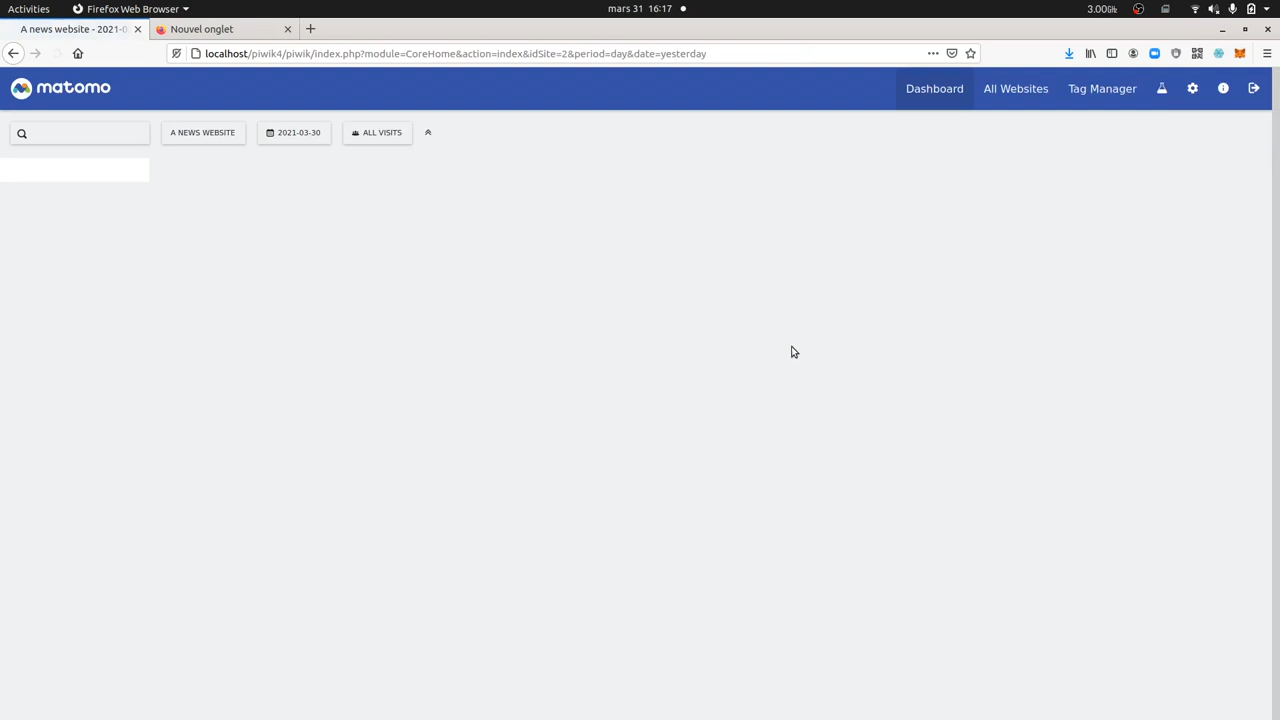 Activities Firefox Web Browser mars 31 16:17
A news website - 2021-0 Nouvel onglet
localhost/piwik4/piwik/index.php?module=CoreHome&action=index&idSite=2&period=day&date=yesterday
matomo Dashboard All Websites Tag Manager
A NEWS WEBSITE 2021-03-30 ALL VISITS